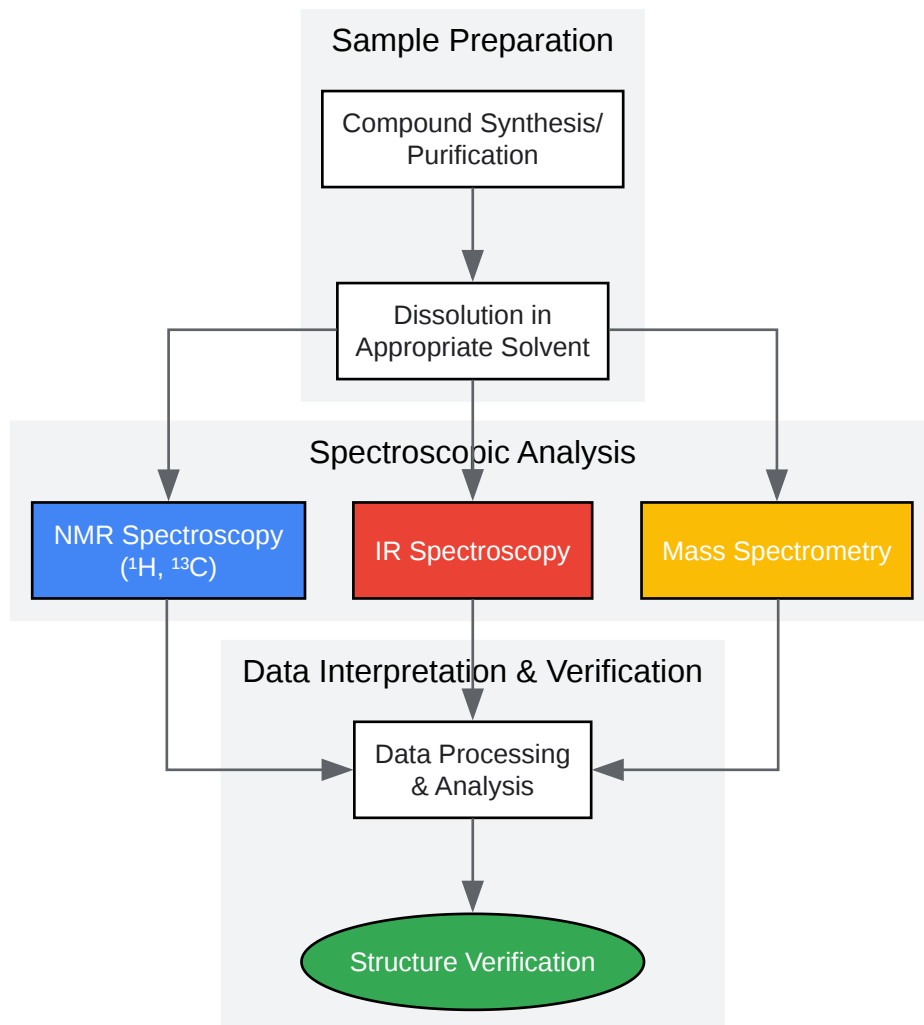 Sample Preparation
Compound Synthesis/
Purification
Dissolution in
Appropriate Solvent
Spectroscopic Analysis
NMR Spectroscopy
(¹H, ¹³C)
IR Spectroscopy
Mass Spectrometry
Data Interpretation & Verification
Data Processing
& Analysis
Structure Verification